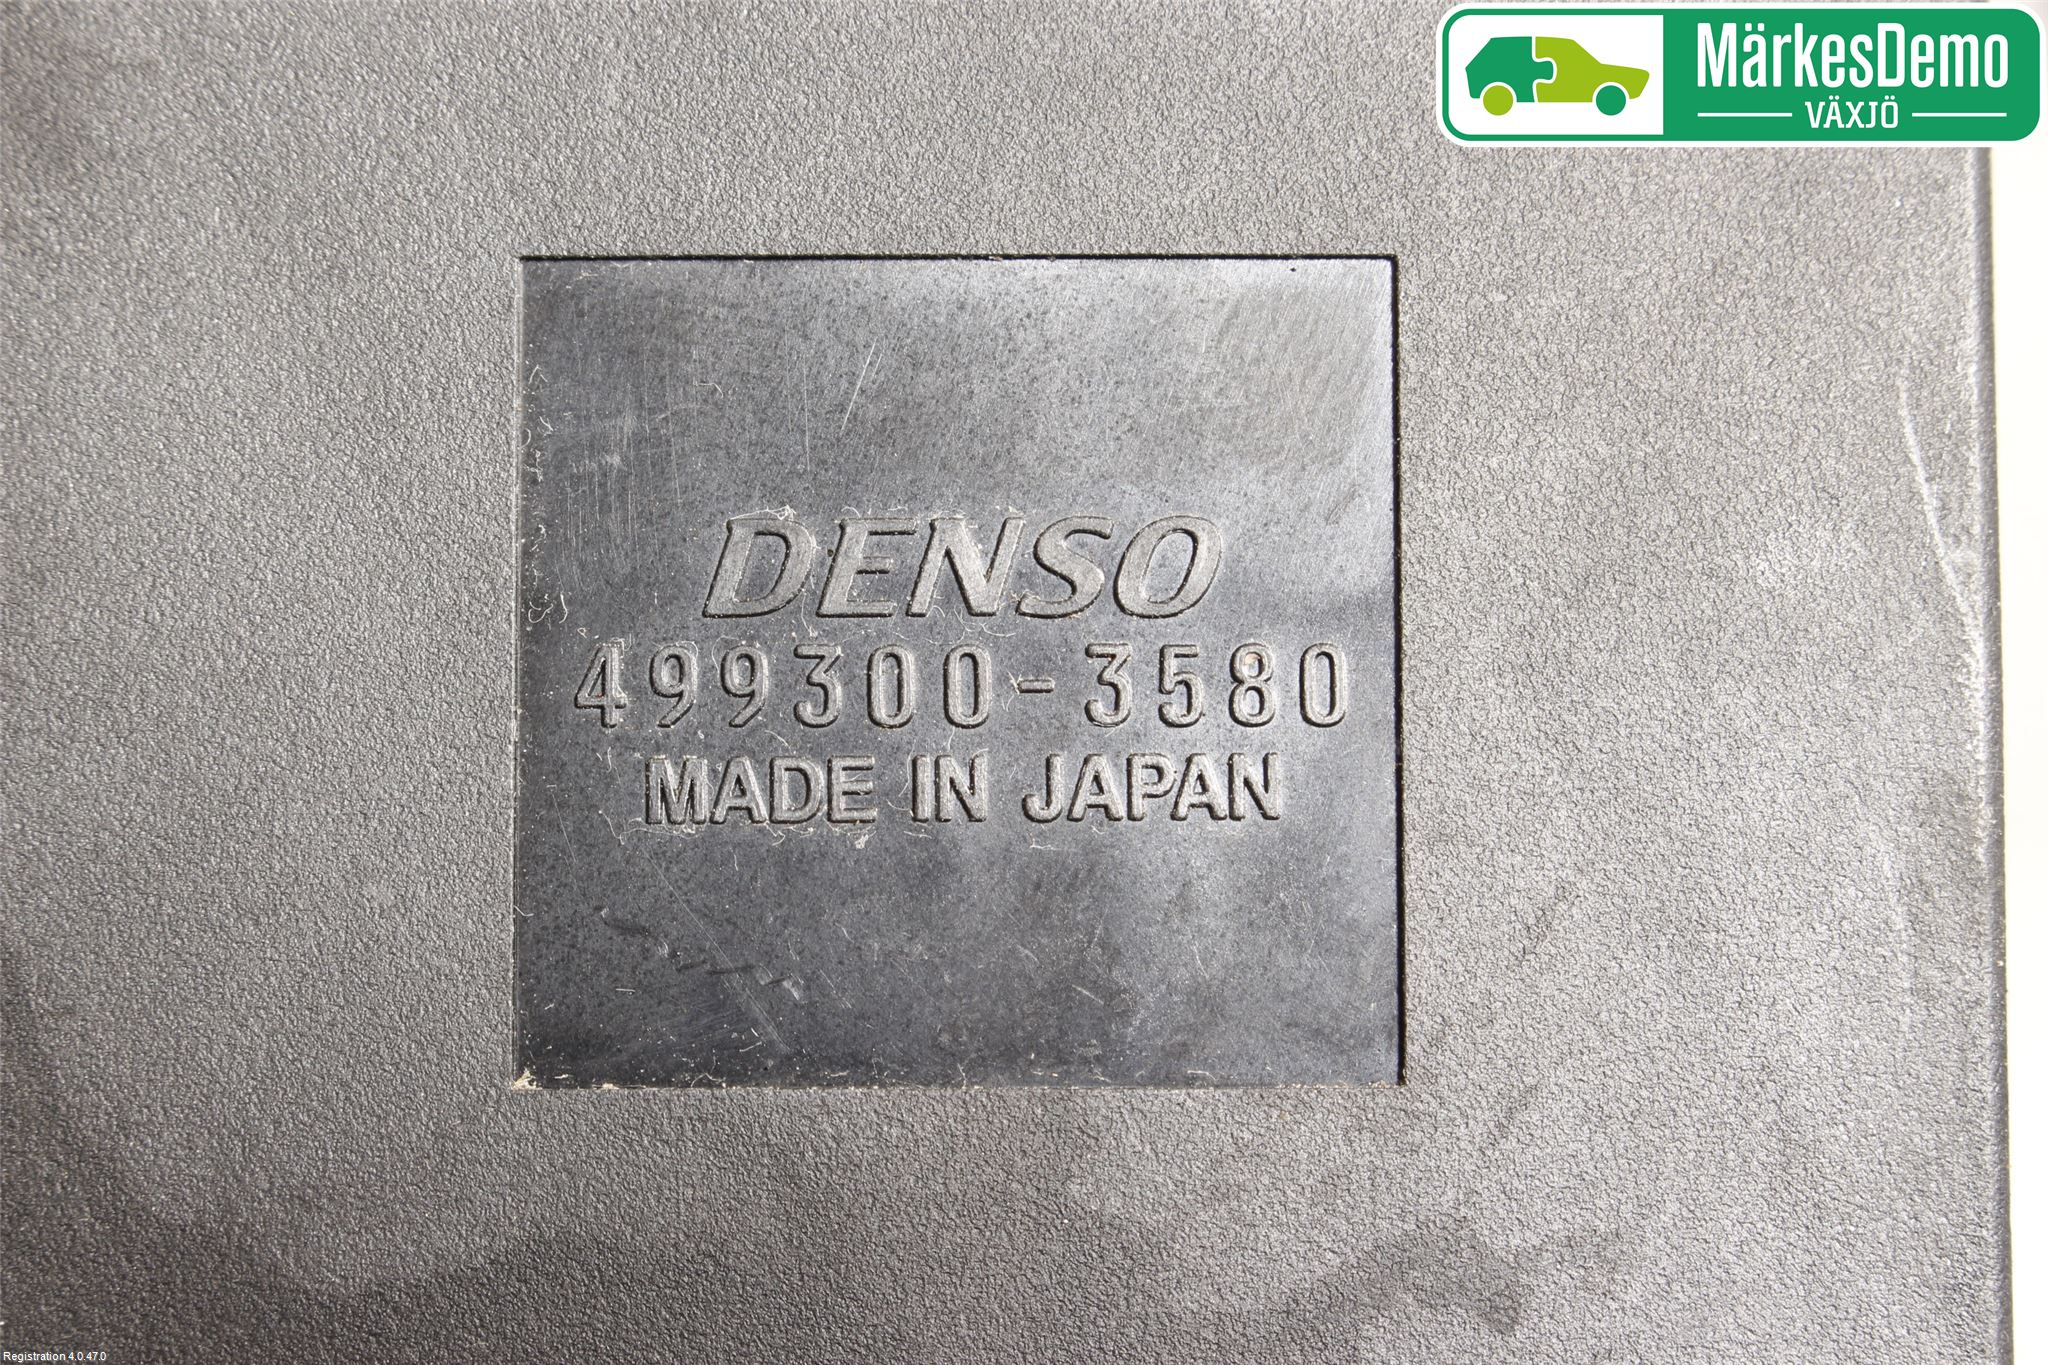 MärkesDemo
VÄXJÖ
DENSO
499300-3580
MADE IN JAPAN
Registration 4.0.47.0